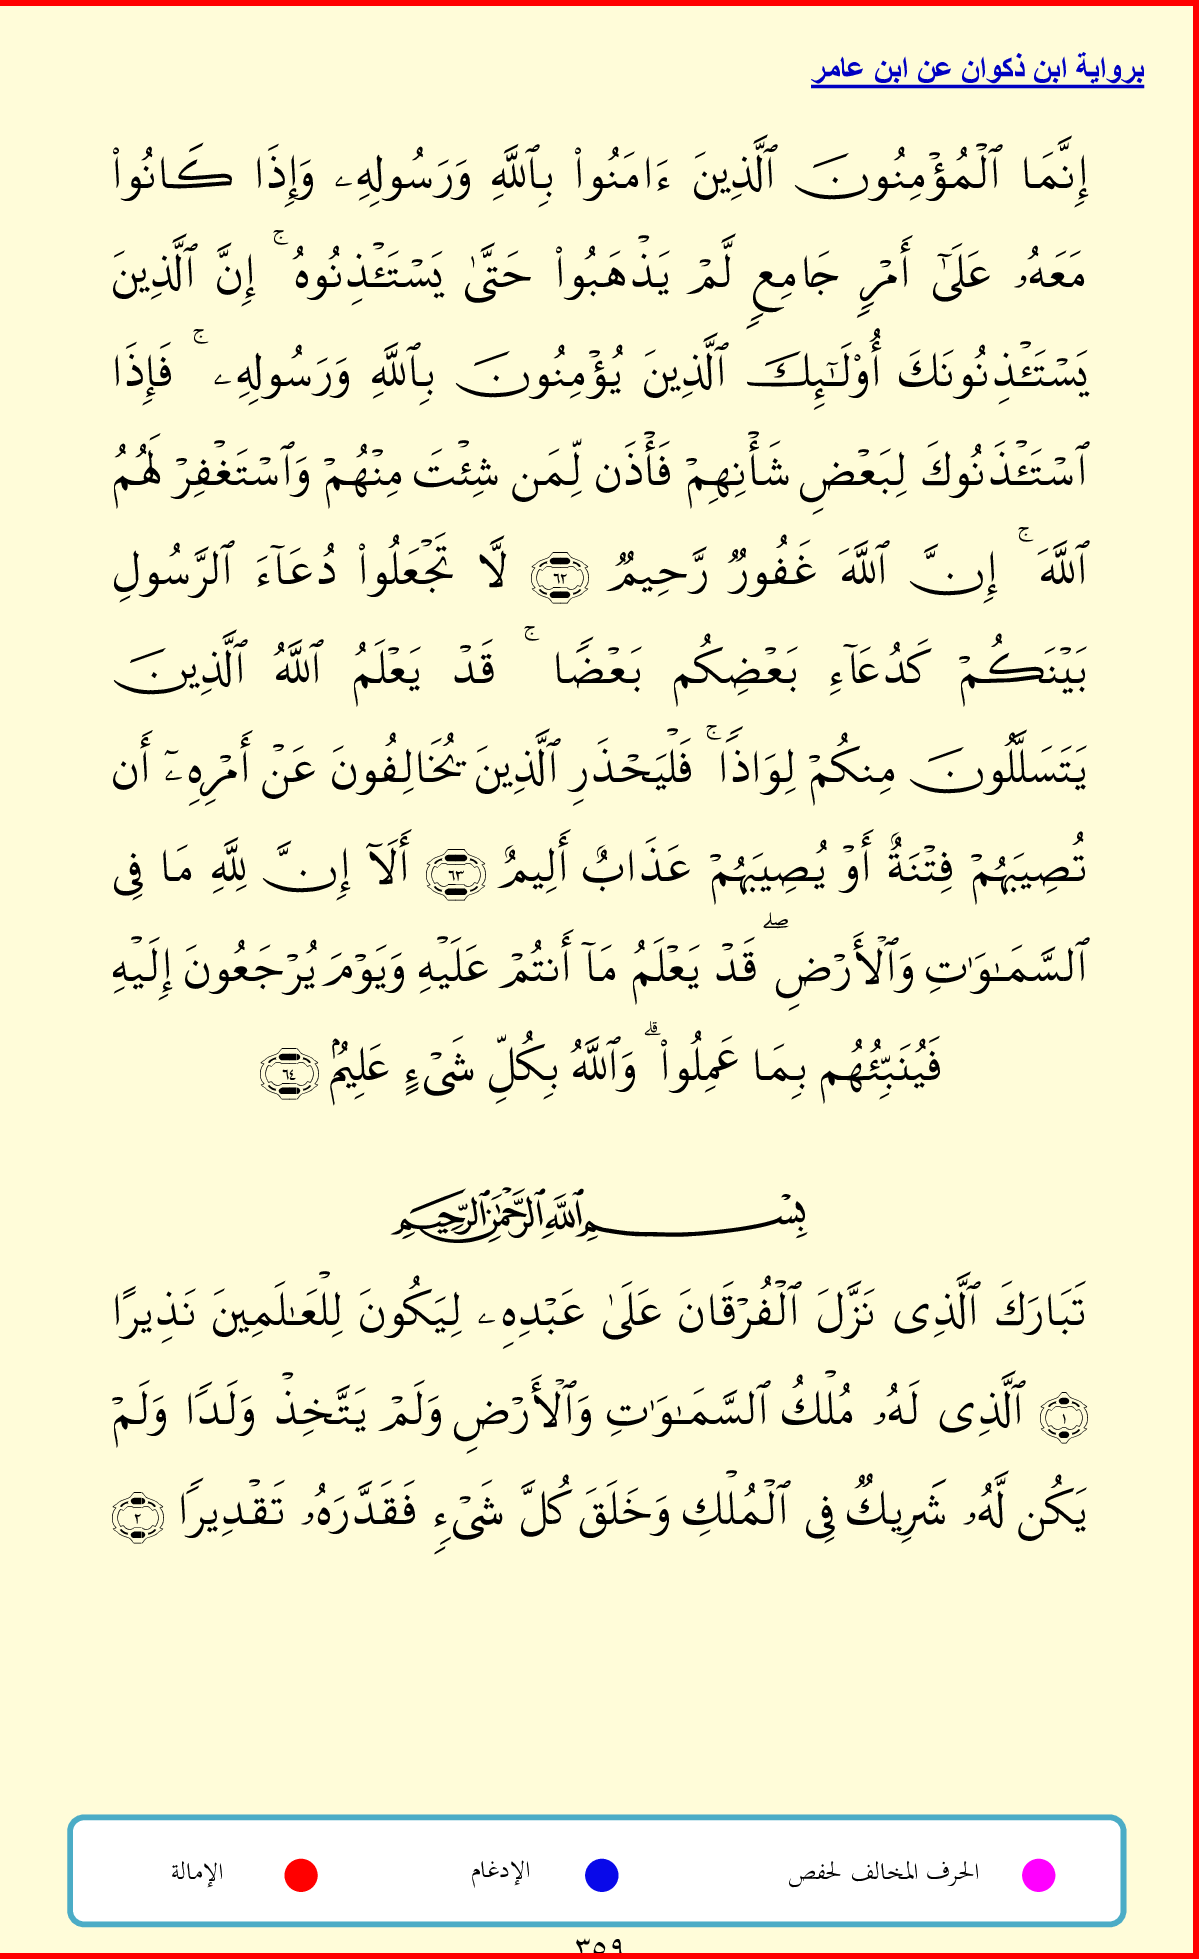 برواية ابن ذكوان عن ابن عامر
إِنَّمَا ٱلْمُؤْمِنُونَ ٱلَّذِينَ ءَامَنُوا۟ بِٱللَّهِ وَرَسُولِهِۦ وَإِذَا كَانُوا۟
مَعَهُۥ عَلَىٰٓ أَمْرٍ جَامِعٍ لَّمْ يَذْهَبُوا۟ حَتَّىٰ يَسْتَـْٔذِنُوهُ ۚ إِنَّ ٱلَّذِينَ
يَسْتَـْٔذِنُونَكَ أُو۟لَـٰٓئِكَ ٱلَّذِينَ يُؤْمِنُونَ بِٱللَّهِ وَرَسُولِهِۦ ۚ فَإِذَا
ٱسْتَـْٔذَنُوكَ لِبَعْضِ شَأْنِهِمْ فَأْذَن لِّمَن شِئْتَ مِنْهُمْ وَٱسْتَغْفِرْ لَهُمُ
ٱللَّهَ ۚ إِنَّ ٱللَّهَ غَفُورٌ رَّحِيمٌ ٦٢ لَّا تَجْعَلُوا۟ دُعَآءَ ٱلرَّسُولِ
بَيْنَكُمْ كَدُعَآءِ بَعْضِكُم بَعْضًا ۚ قَدْ يَعْلَمُ ٱللَّهُ ٱلَّذِينَ
يَتَسَلَّلُونَ مِنكُمْ لِوَاذًا ۚ فَلْيَحْذَرِ ٱلَّذِينَ يُخَالِفُونَ عَنْ أَمْرِهِۦٓ أَن
تُصِيبَهُمْ فِتْنَةٌ أَوْ يُصِيبَهُمْ عَذَابٌ أَلِيمٌ ٦٣ أَلَآ إِنَّ لِلَّهِ مَا فِى
ٱلسَّمَـٰوَٰتِ وَٱلْأَرْضِ ۖ قَدْ يَعْلَمُ مَآ أَنتُمْ عَلَيْهِ وَيَوْمَ يُرْجَعُونَ إِلَيْهِ
فَيُنَبِّئُهُم بِمَا عَمِلُوا۟ ۗ وَٱللَّهُ بِكُلِّ شَىْءٍ عَلِيمٌۢ ٦٤
بِسْمِ ٱللَّهِ ٱلرَّحْمَـٰنِ ٱلرَّحِيمِ
تَبَارَكَ ٱلَّذِى نَزَّلَ ٱلْفُرْقَانَ عَلَىٰ عَبْدِهِۦ لِيَكُونَ لِلْعَـٰلَمِينَ نَذِيرًا
١ ٱلَّذِى لَهُۥ مُلْكُ ٱلسَّمَـٰوَٰتِ وَٱلْأَرْضِ وَلَمْ يَتَّخِذْ وَلَدًا وَلَمْ
يَكُن لَّهُۥ شَرِيكٌ فِى ٱلْمُلْكِ وَخَلَقَ كُلَّ شَىْءٍ فَقَدَّرَهُۥ تَقْدِيرًا ٢
الحرف المخالف لحفص الإدغام الإمالة
٣٥٩